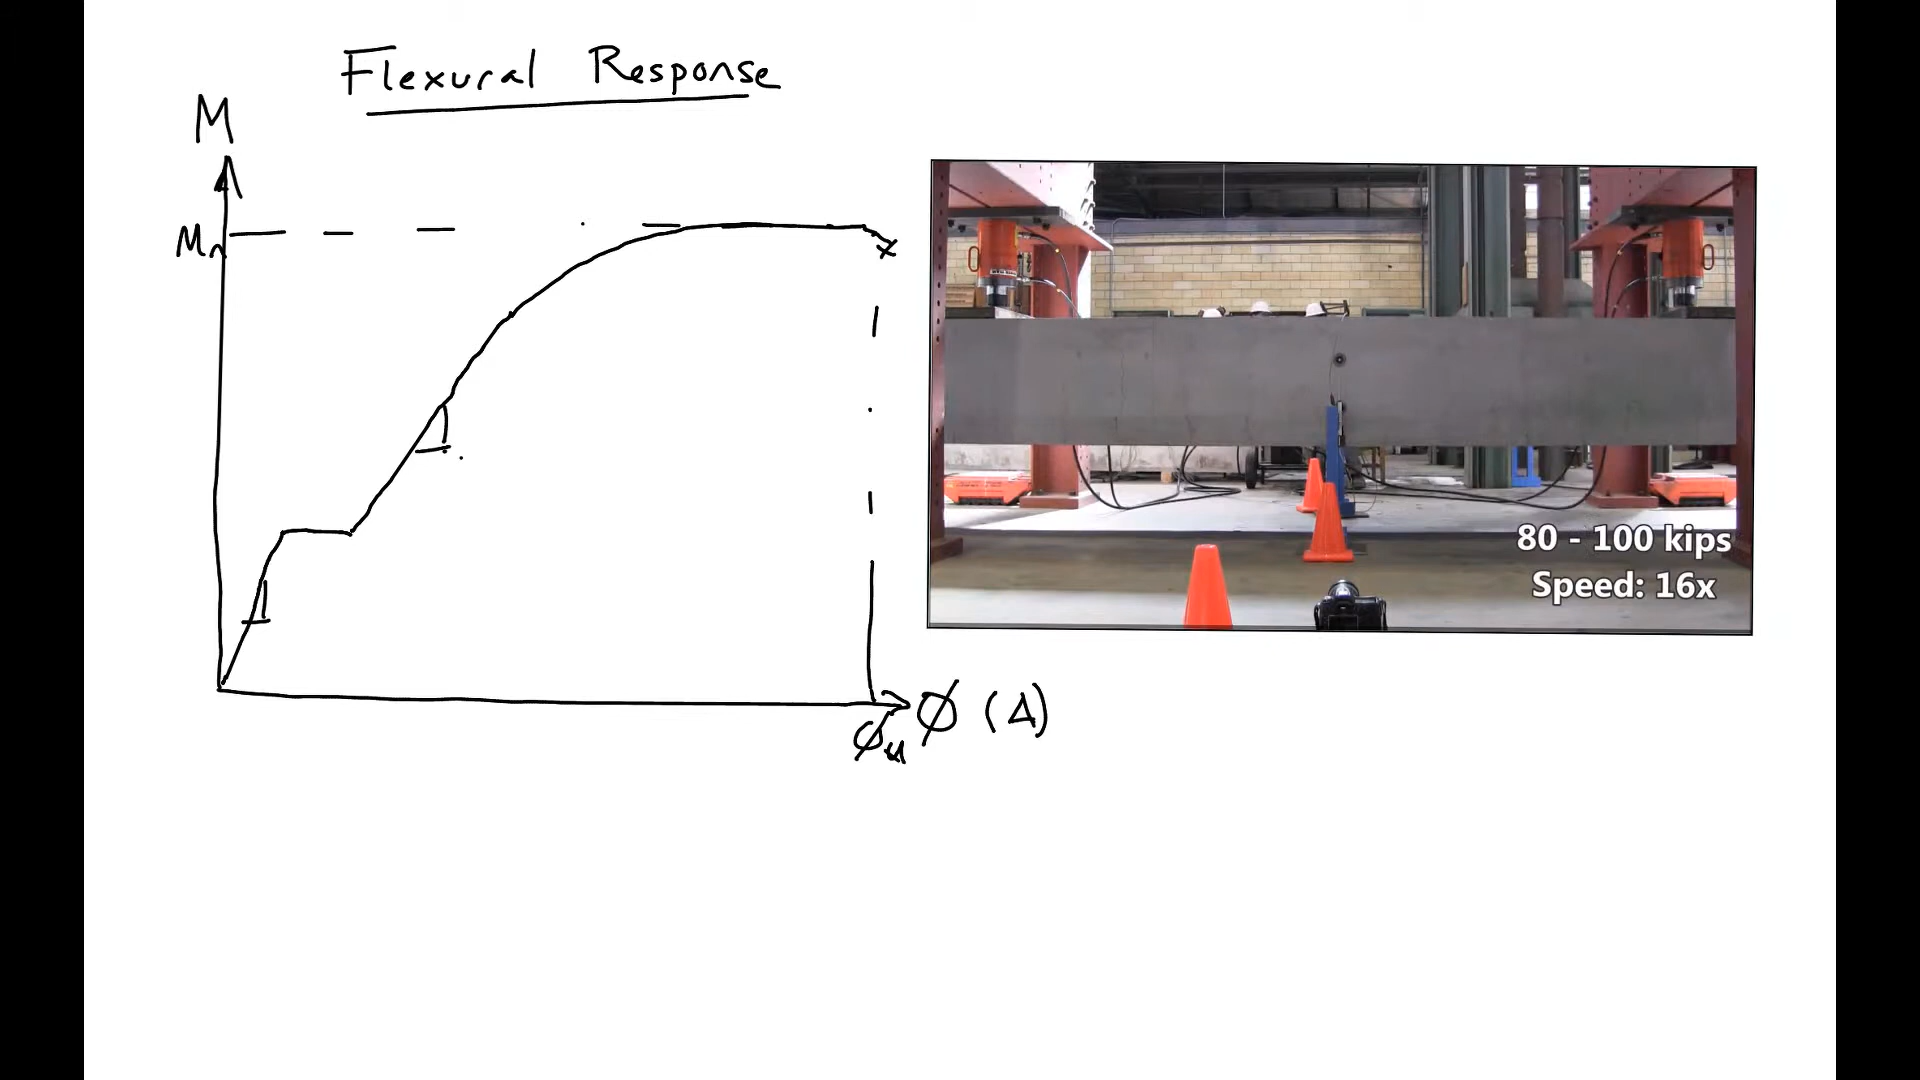 Flexural Response
M
Mn
80 - 100 kips
Speed: 16x
ϕ (Δ)
ϕu